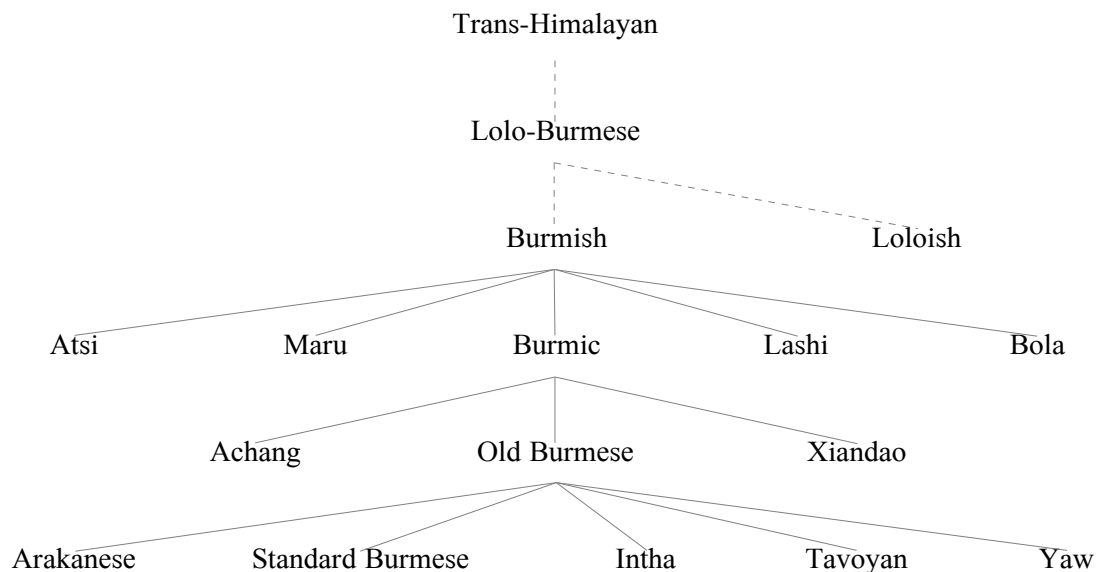 Trans-Himalayan
Lolo-Burmese
Burmish Loloish
Atsi Maru Burmic Lashi Bola
Achang Old Burmese Xiandao
Arakanese Standard Burmese Intha Tavoyan Yaw